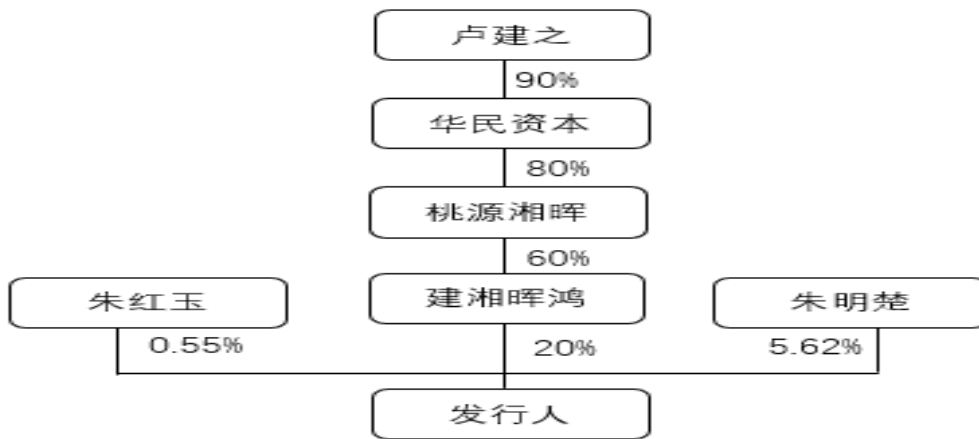 卢建之
90%
华民资本
80%
桃源湘晖
60%
朱红玉
建湘晖鸿
朱明楚
0.55%
20%
5.62%
发行人